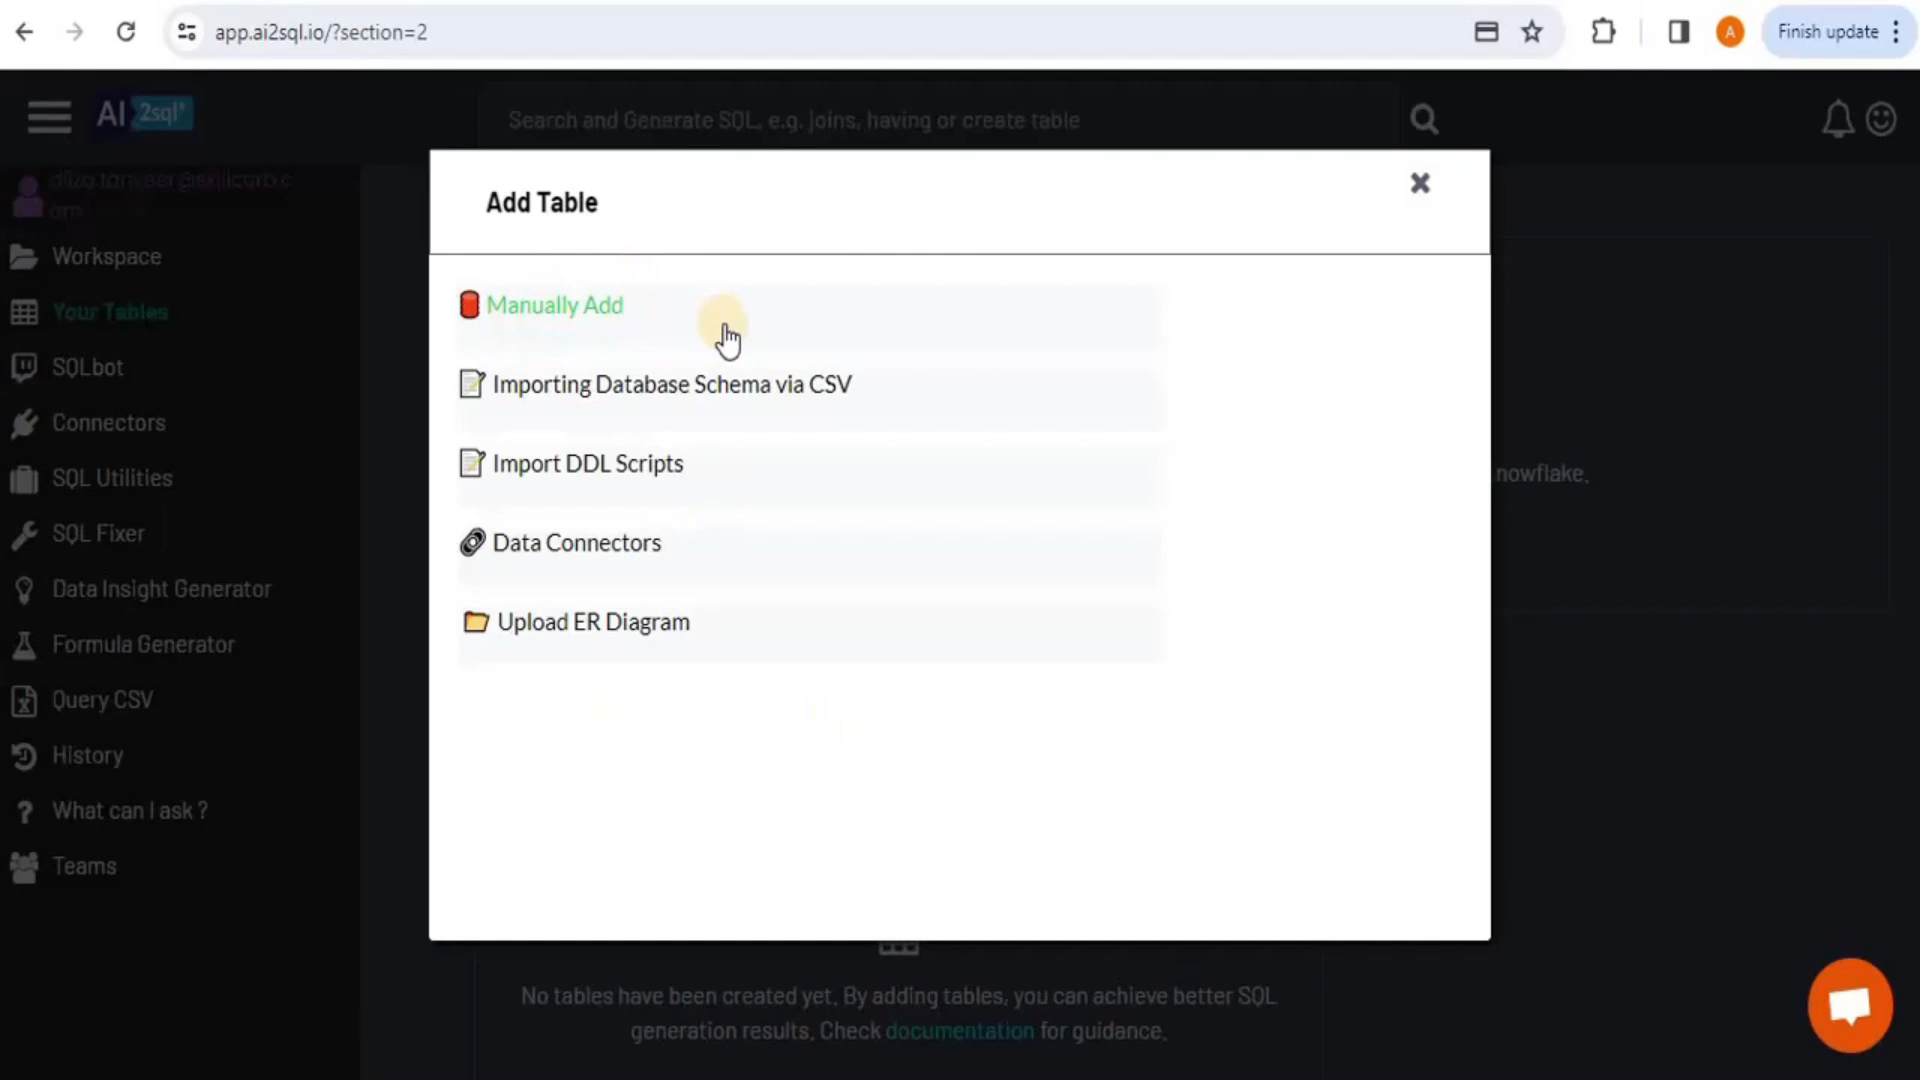 app.ai2sql.io/?section=2
A
Finish update
AI 2sql
Search and Generate SQL, e.g. joins, having or create table
Workspace
Your Tables
SQLbot
Connectors
SQL Utilities
SQL Fixer
Data Insight Generator
Formula Generator
Query CSV
History
What can I ask ?
Teams
Add Table
Manually Add
Importing Database Schema via CSV
Import DDL Scripts
Data Connectors
Upload ER Diagram
nowflake.
No tables have been created yet. By adding tables, you can achieve better SQL
generation results. Check documentation for guidance.